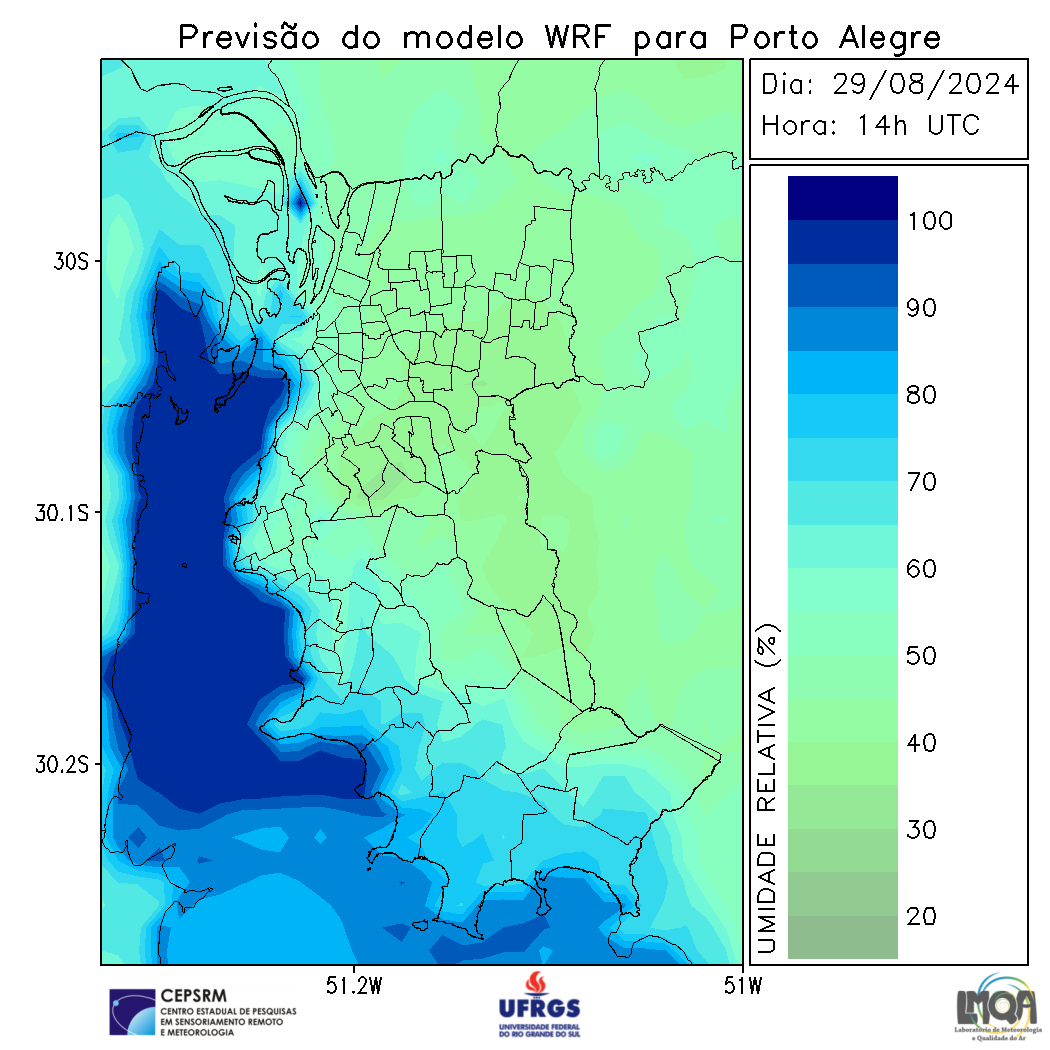 Previsão do modelo WRF para Porto Alegre
Dia: 29/08/2024
Hora: 14h UTC
100
90
80
70
60
50
40
30
20
UMIDADE RELATIVA (%)
30S
30.1S
30.2S
51.2W
51W
CEPSRM
CENTRO ESTADUAL DE PESQUISAS
EM SENSORIAMENTO REMOTO
E METEOROLOGIA
UFRGS
UNIVERSIDADE FEDERAL
DO RIO GRANDE DO SUL
LMQA
Laboratório de Meteorologia
e Qualidade do Ar